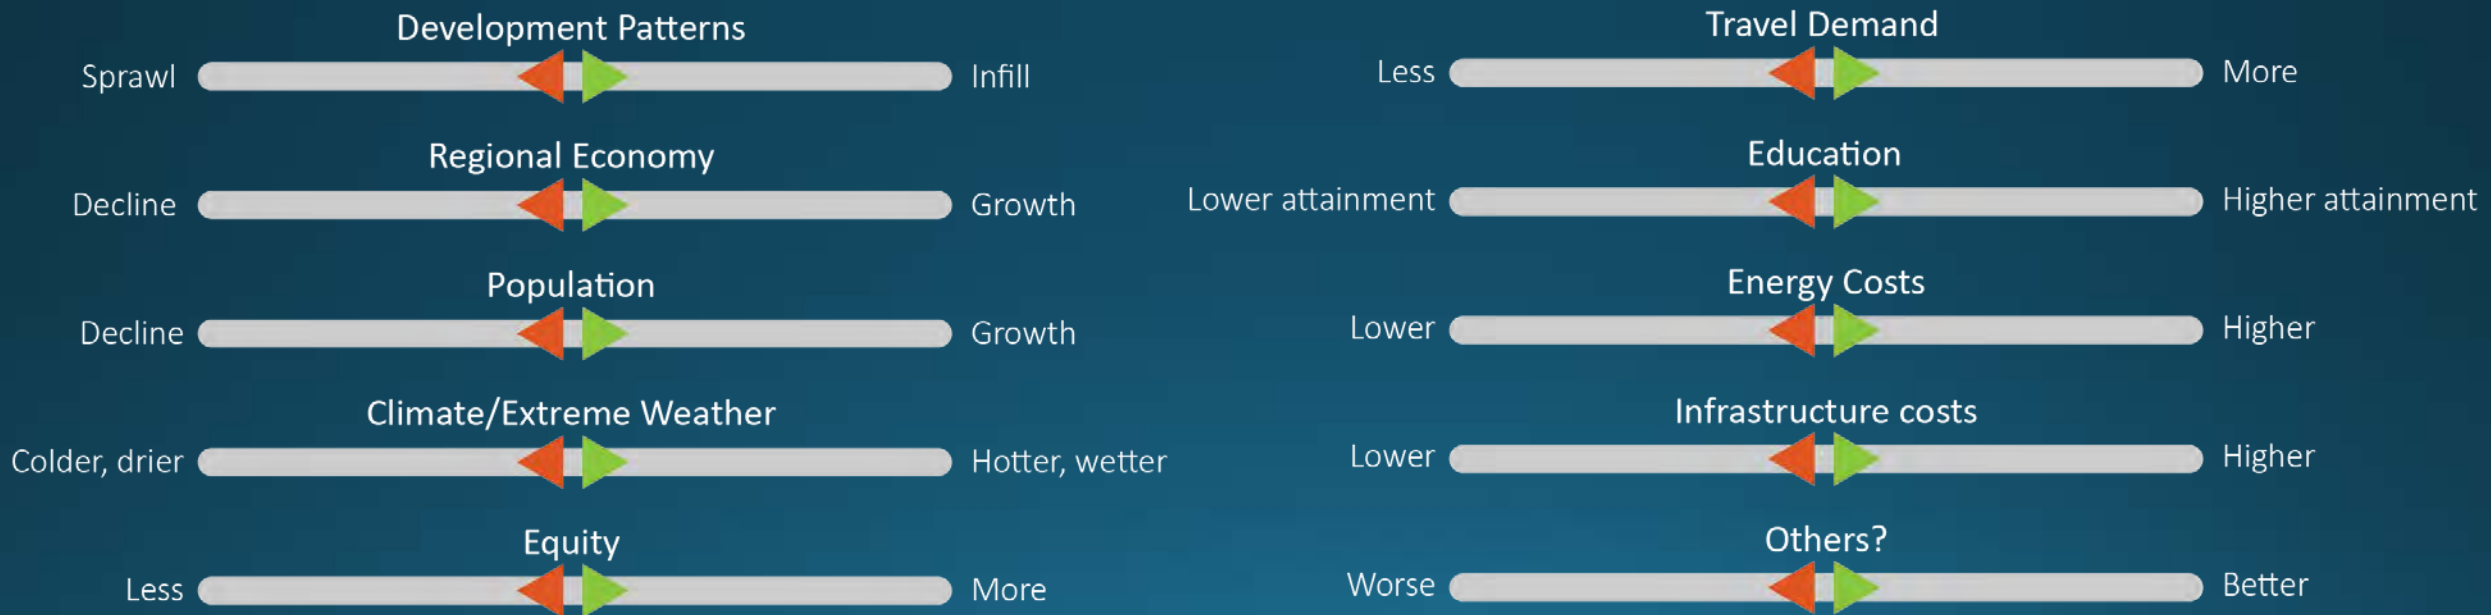 Development Patterns
Sprawl Infill
Regional Economy
Decline Growth
Population
Decline Growth
Climate/Extreme Weather
Colder, drier Hotter, wetter
Equity
Less More
Travel Demand
Less More
Education
Lower attainment Higher attainment
Energy Costs
Lower Higher
Infrastructure costs
Lower Higher
Others?
Worse Better